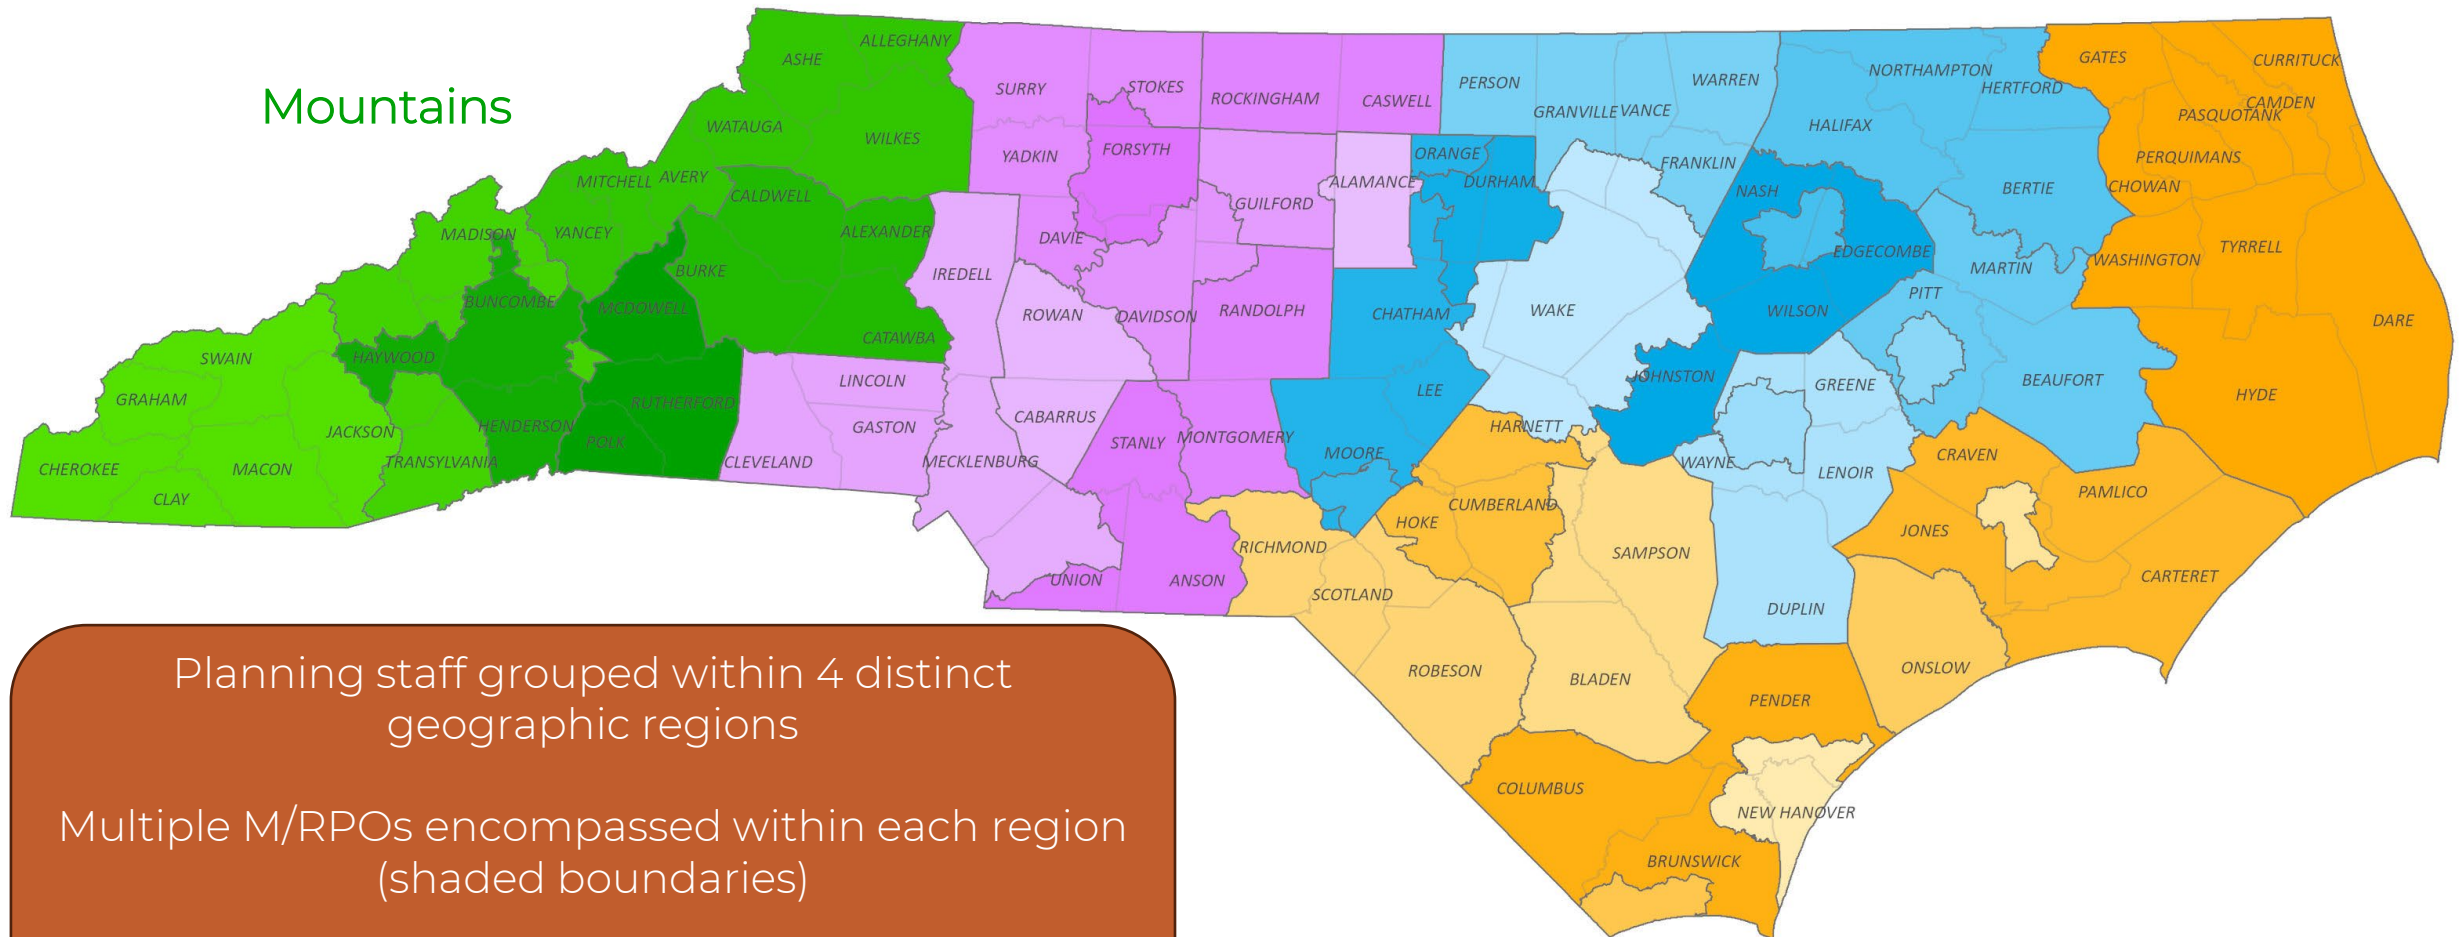 Mountains
ALLEGHANY
ASHE
WATAUGA
WILKES
MITCHELL
AVERY
CALDWELL
MADISON
YANCEY
ALEXANDER
BURKE
BUNCOMBE
MCDOWELL
CATAWBA
SWAIN
HAYWOOD
GRAHAM
RUTHERFORD
JACKSON
HENDERSON
POLK
CHEROKEE
MACON
TRANSYLVANIA
CLAY
SURRY
STOKES
ROCKINGHAM
CASWELL
YADKIN
FORSYTH
ALAMANCE
GUILFORD
DAVIE
IREDELL
ROWAN
DAVIDSON
RANDOLPH
LINCOLN
GASTON
CABARRUS
CLEVELAND
MECKLENBURG
STANLY
MONTGOMERY
UNION
ANSON
PERSON
GRANVILLE
VANCE
WARREN
NORTHAMPTON
HERTFORD
HALIFAX
ORANGE
DURHAM
FRANKLIN
NASH
BERTIE
EDGECOMBE
MARTIN
PITT
CHATHAM
WAKE
WILSON
JOHNSTON
LEE
GREENE
BEAUFORT
MOORE
WAYNE
LENOIR
DUPLIN
GATES
CURRITUCK
CAMDEN
PASQUOTANK
PERQUIMANS
CHOWAN
WASHINGTON
TYRRELL
DARE
HYDE
HARNETT
CRAVEN
PAMLICO
HOKE
CUMBERLAND
JONES
RICHMOND
SAMPSON
CARTERET
SCOTLAND
ROBESON
BLADEN
ONSLOW
PENDER
COLUMBUS
NEW HANOVER
BRUNSWICK
Planning staff grouped within 4 distinct
geographic regions
Multiple M/RPOs encompassed within each region
(shaded boundaries)